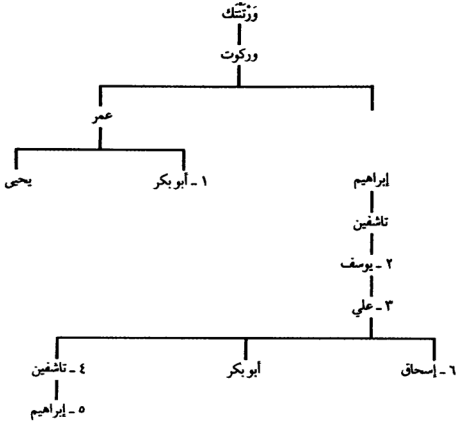 وَرْتَنْتَك
وركوت
عمر
١ ـ أبو بكر
يحيى
إبراهيم
تاشفين
٢ ـ يوسف
٣ ـ علي
٦ ـ إسحاق
أبو بكر
٤ ـ تاشفين
٥ ـ إبراهيم